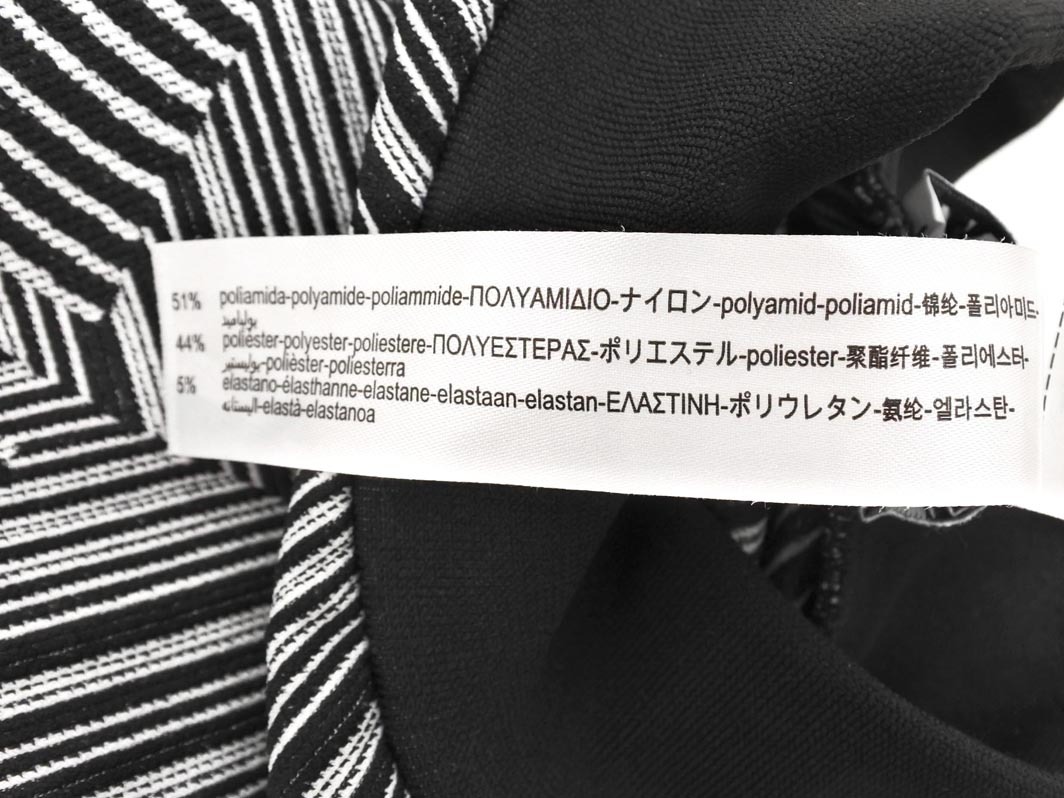 51% poliamida-polyamide-poliammide-ΠΟΛΥΑΜΙΔΙΟ-ナイロン-polyamid-poliamid-锦纶-폴리아미드-
بولياميد
44% poliéster-polyester-poliestere-ΠΟΛΥΕΣΤΕΡΑΣ-ポリエステル-poliester-聚酯纤维-폴리에스터-
بوليستير-polièster-poliesterra
5% elastano-élasthanne-elastane-elastaan-elastan-ΕΛΑΣΤΙΝΗ-ポリウレタン-氨纶-엘라스탄-
اليستانه-elastà-elastanoa